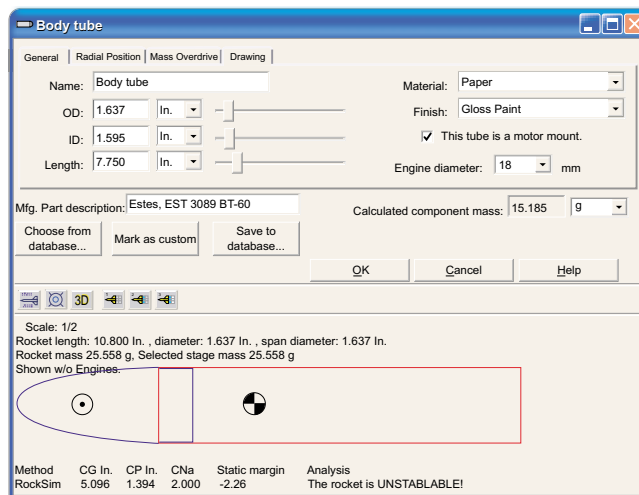 Body tube
General Radial Position Mass Overdrive Drawing
Name: Body tube Material: Paper
OD: 1.637 In. Finish: Gloss Paint
ID: 1.595 In. This tube is a motor mount.
Length: 7.750 In. Engine diameter: 18 mm
Mfg. Part description: Estes, EST 3089 BT-60 Calculated component mass: 15.185 g
Choose from database... Mark as custom Save to database...
OK Cancel Help
3D
Scale: 1/2
Rocket length: 10.800 In. , diameter: 1.637 In. , span diameter: 1.637 In.
Rocket mass 25.558 g, Selected stage mass 25.558 g
Shown w/o Engines.
Method CG In. CP In. CNa Static margin Analysis
RockSim 5.096 1.394 2.000 -2.26 The rocket is UNSTABLABLE!